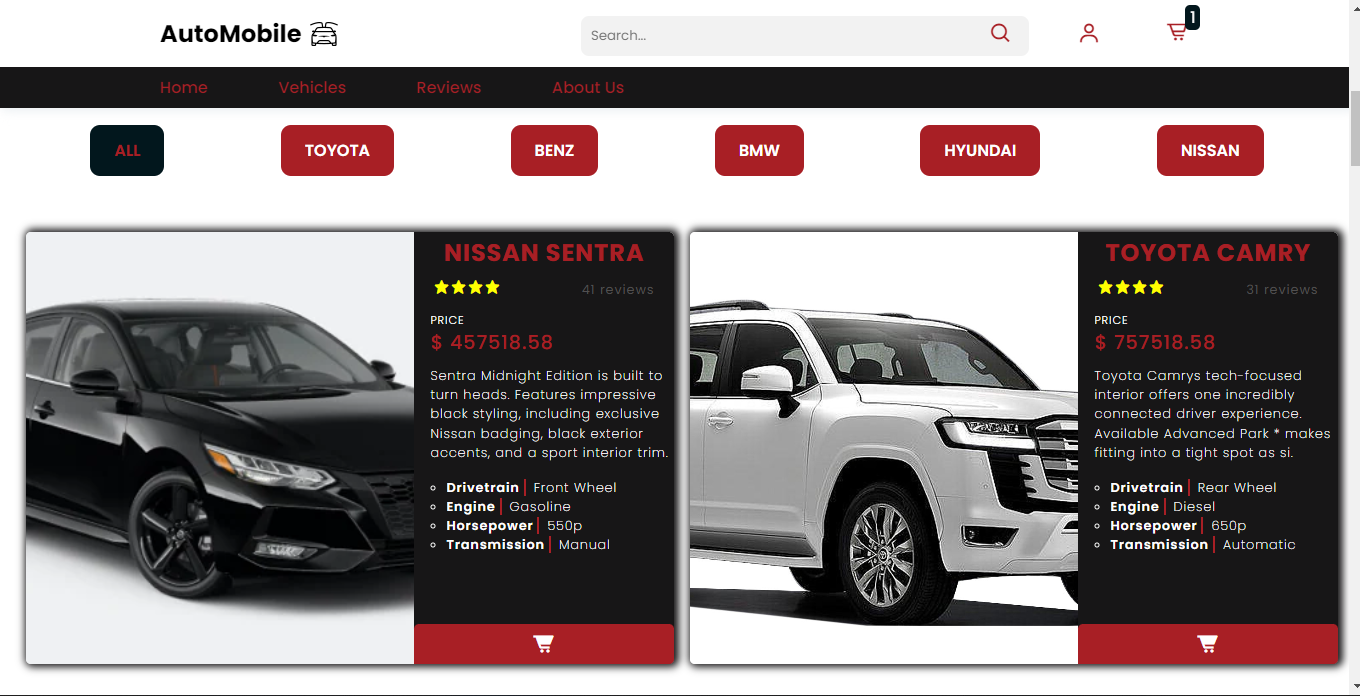 AutoMobile
Search...
1
Home Vehicles Reviews About Us
ALL TOYOTA BENZ BMW HYUNDAI NISSAN
NISSAN SENTRA
41 reviews
PRICE
$ 457518.58
Sentra Midnight Edition is built to
turn heads. Features impressive
black styling, including exclusive
Nissan badging, black exterior
accents, and a sport interior trim.
Drivetrain | Front Wheel
Engine | Gasoline
Horsepower | 550p
Transmission | Manual
TOYOTA CAMRY
31 reviews
PRICE
$ 757518.58
Toyota Camrys tech-focused
interior offers one incredibly
connected driver experience.
Available Advanced Park * makes
fitting into a tight spot as si.
Drivetrain | Rear Wheel
Engine | Diesel
Horsepower | 650p
Transmission | Automatic